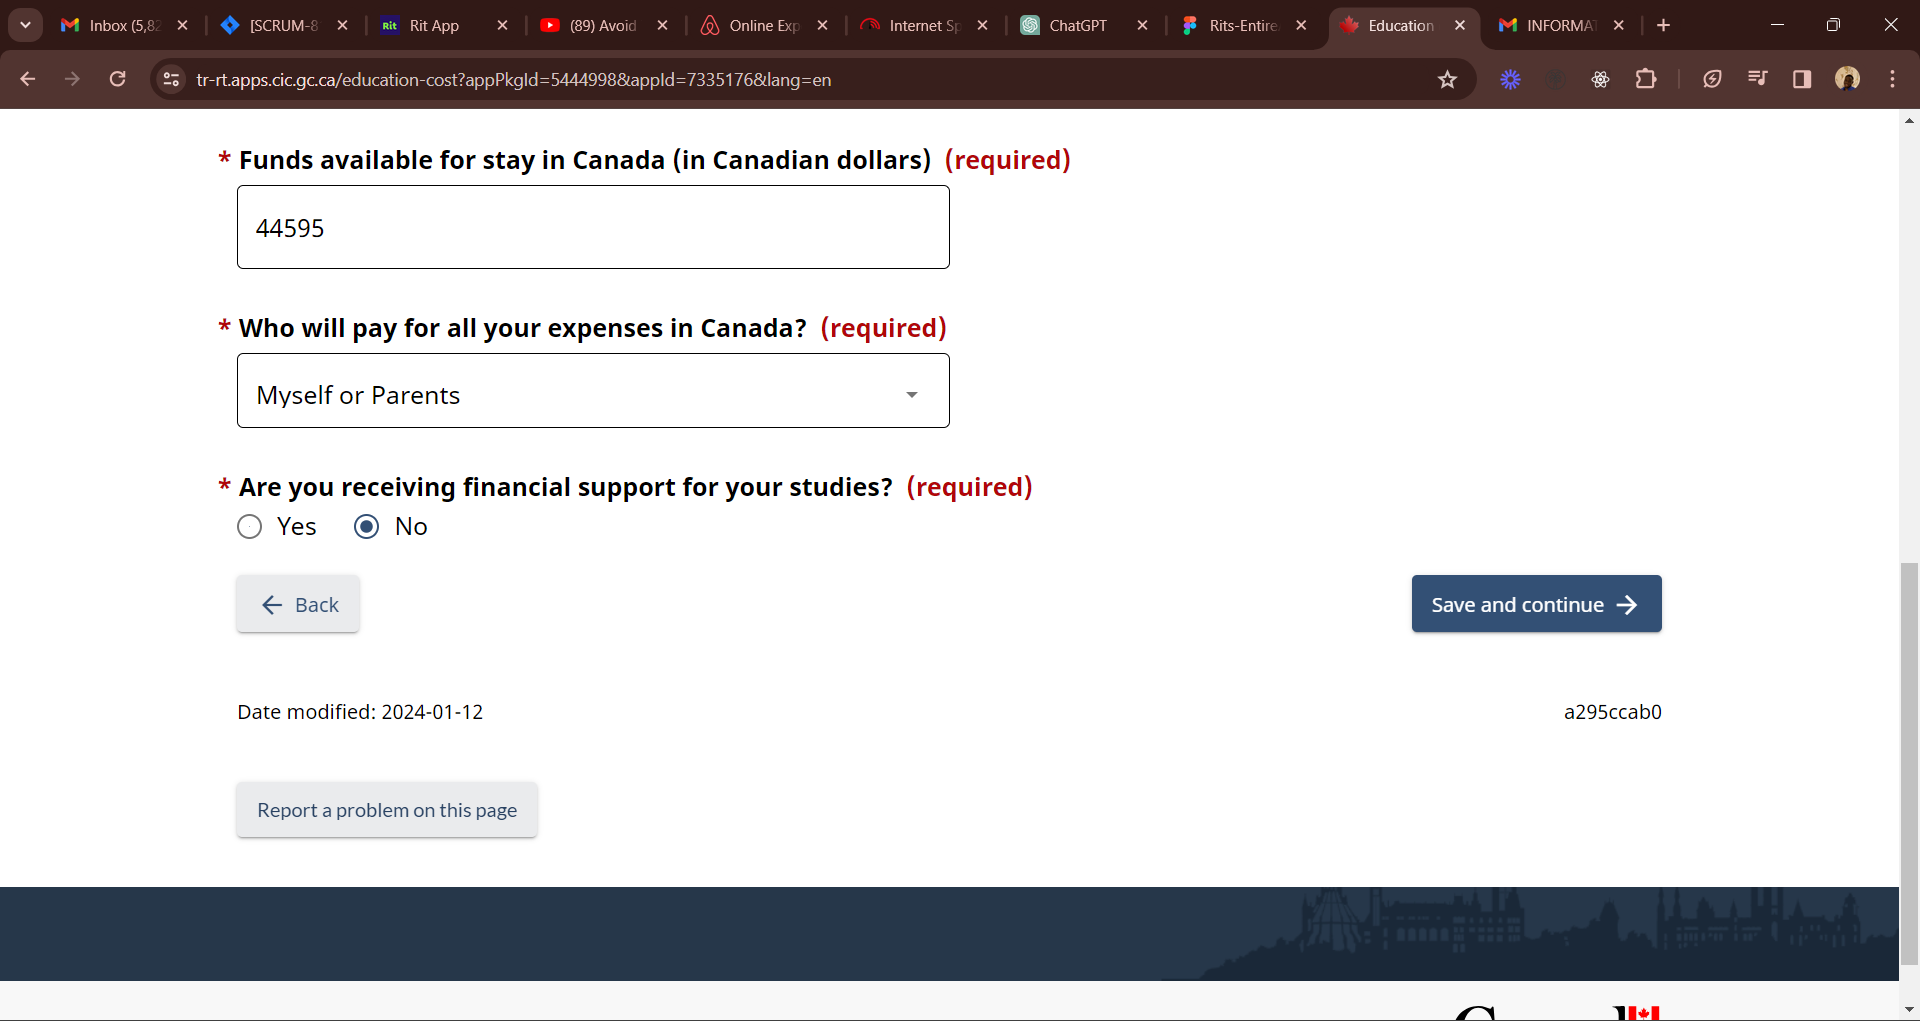 Inbox (5,82
[SCRUM-8
Rit Rit App
(89) Avoid
Online Exp
Internet Sp
ChatGPT
Rits-Entire
Education
INFORMAT
tr-rt.apps.cic.gc.ca/education-cost?appPkgId=5444998&appId=7335176&lang=en
* Funds available for stay in Canada (in Canadian dollars) (required)
44595
* Who will pay for all your expenses in Canada? (required)
Myself or Parents
* Are you receiving financial support for your studies? (required)
Yes No
← Back
Save and continue →
Date modified: 2024-01-12
a295ccab0
Report a problem on this page